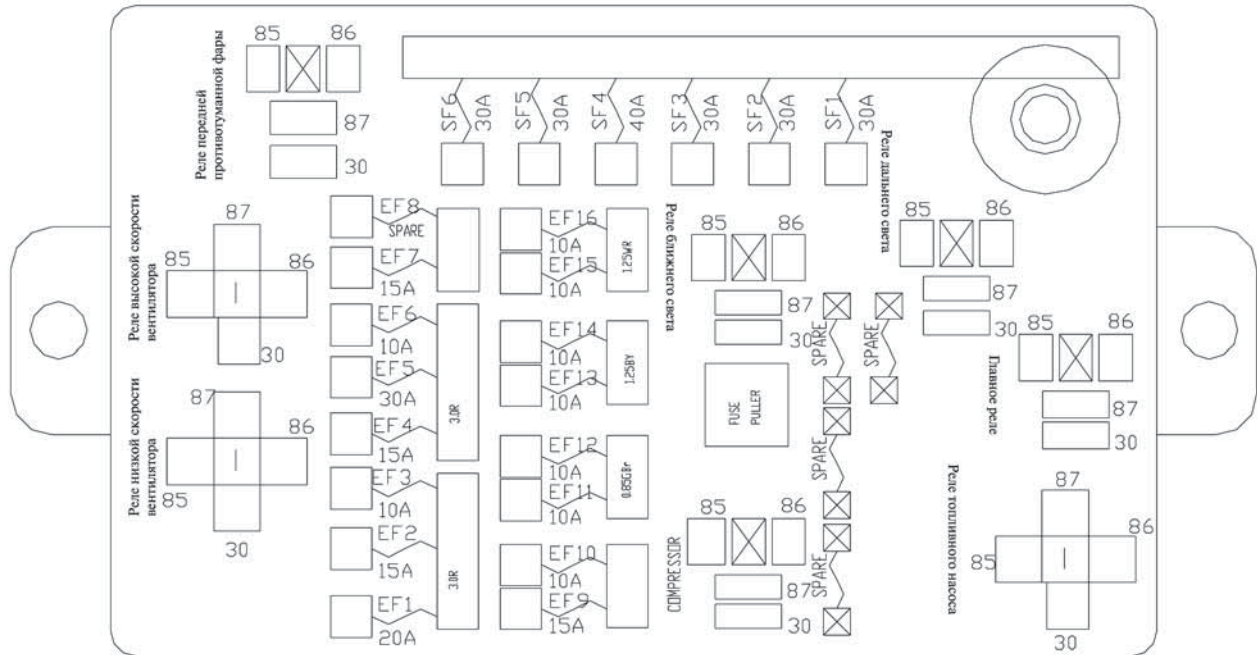 85
86
Реле передней
противотуманной фары
87
30
SF6
30A
SF5
30A
SF4
40A
SF3
30A
SF2
30A
SF1
30A
Реле дальнего света
85
86
87
30
Реле высокой скорости
вентилятора
87
85
86
30
EF8
SPARE
EF7
15A
EF6
10A
EF5
30A
EF4
15A
EF3
10A
EF2
15A
EF1
20A
3.0R
3.0R
EF16
10A
EF15
10A
1.25WR
EF14
10A
EF13
10A
1.25BY
EF12
10A
EF11
10A
0.85GBr
EF10
10A
EF9
15A
Реле ближнего света
85
86
87
30
SPARE
SPARE
FUSE
PULLER
SPARE
SPARE
Главное реле
85
86
87
30
Реле низкой скорости
вентилятора
87
86
85
30
COMPRESSOR
85
86
87
30
Реле топливного насоса
87
86
85
30